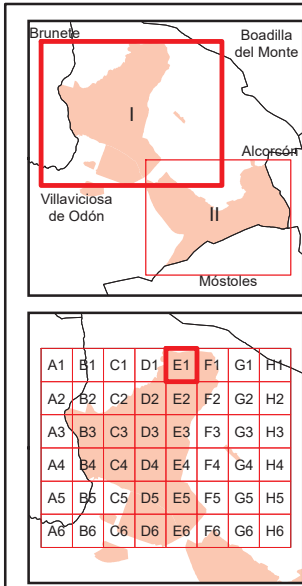 Brunete
Boadilla
del Monte
I
Alcorcón
Villaviciosa
de Odón
II
Móstoles
A1 B1 C1 D1 E1 F1 G1 H1
A2 B2 C2 D2 E2 F2 G2 H2
A3 B3 C3 D3 E3 F3 G3 H3
A4 B4 C4 D4 E4 F4 G4 H4
A5 B5 C5 D5 E5 F5 G5 H5
A6 B6 C6 D6 E6 F6 G6 H6